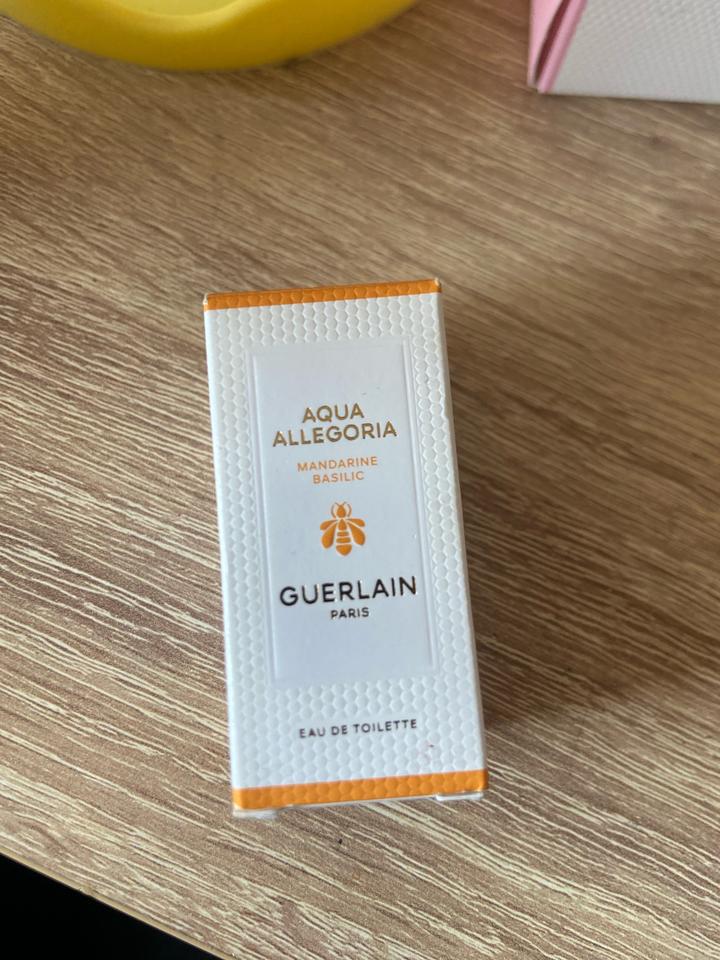 AQUA
ALLEGORIA
MANDARINE
BASILIC
GUERLAIN
PARIS
EAU DE TOILETTE